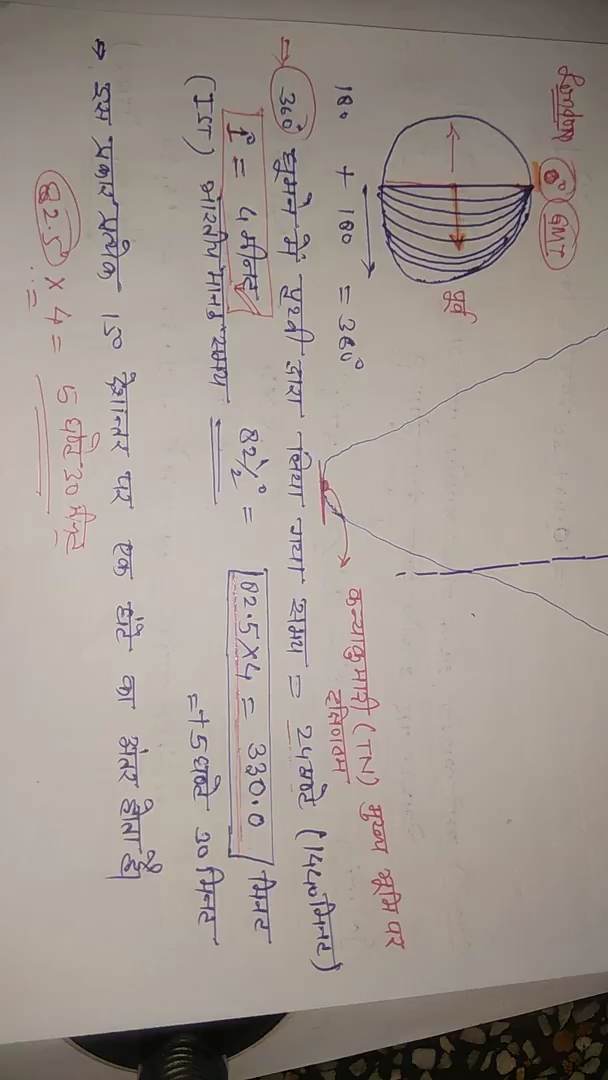 London 0° GMT
पूर्व
180 + 180 = 360°
कन्याकुमारी (TN) मुख्य भूमि पर
दक्षिणतम
⇒ 360° घूमने में पृथ्वी द्वारा लिया गया समय = 24 घण्टे (1440 मिनट)
1° = 4 मिनट
82½° = 82.5×4 = 330.0 मिनट
(IST) भारतीय मानक समय
= +5 घण्टे 30 मिनट
⇒ इस प्रकार प्रत्येक 15° देशान्तर पर एक घंटे का अंतर होता है।
82.5° × 4 = 5 घंटे 30 मिनट